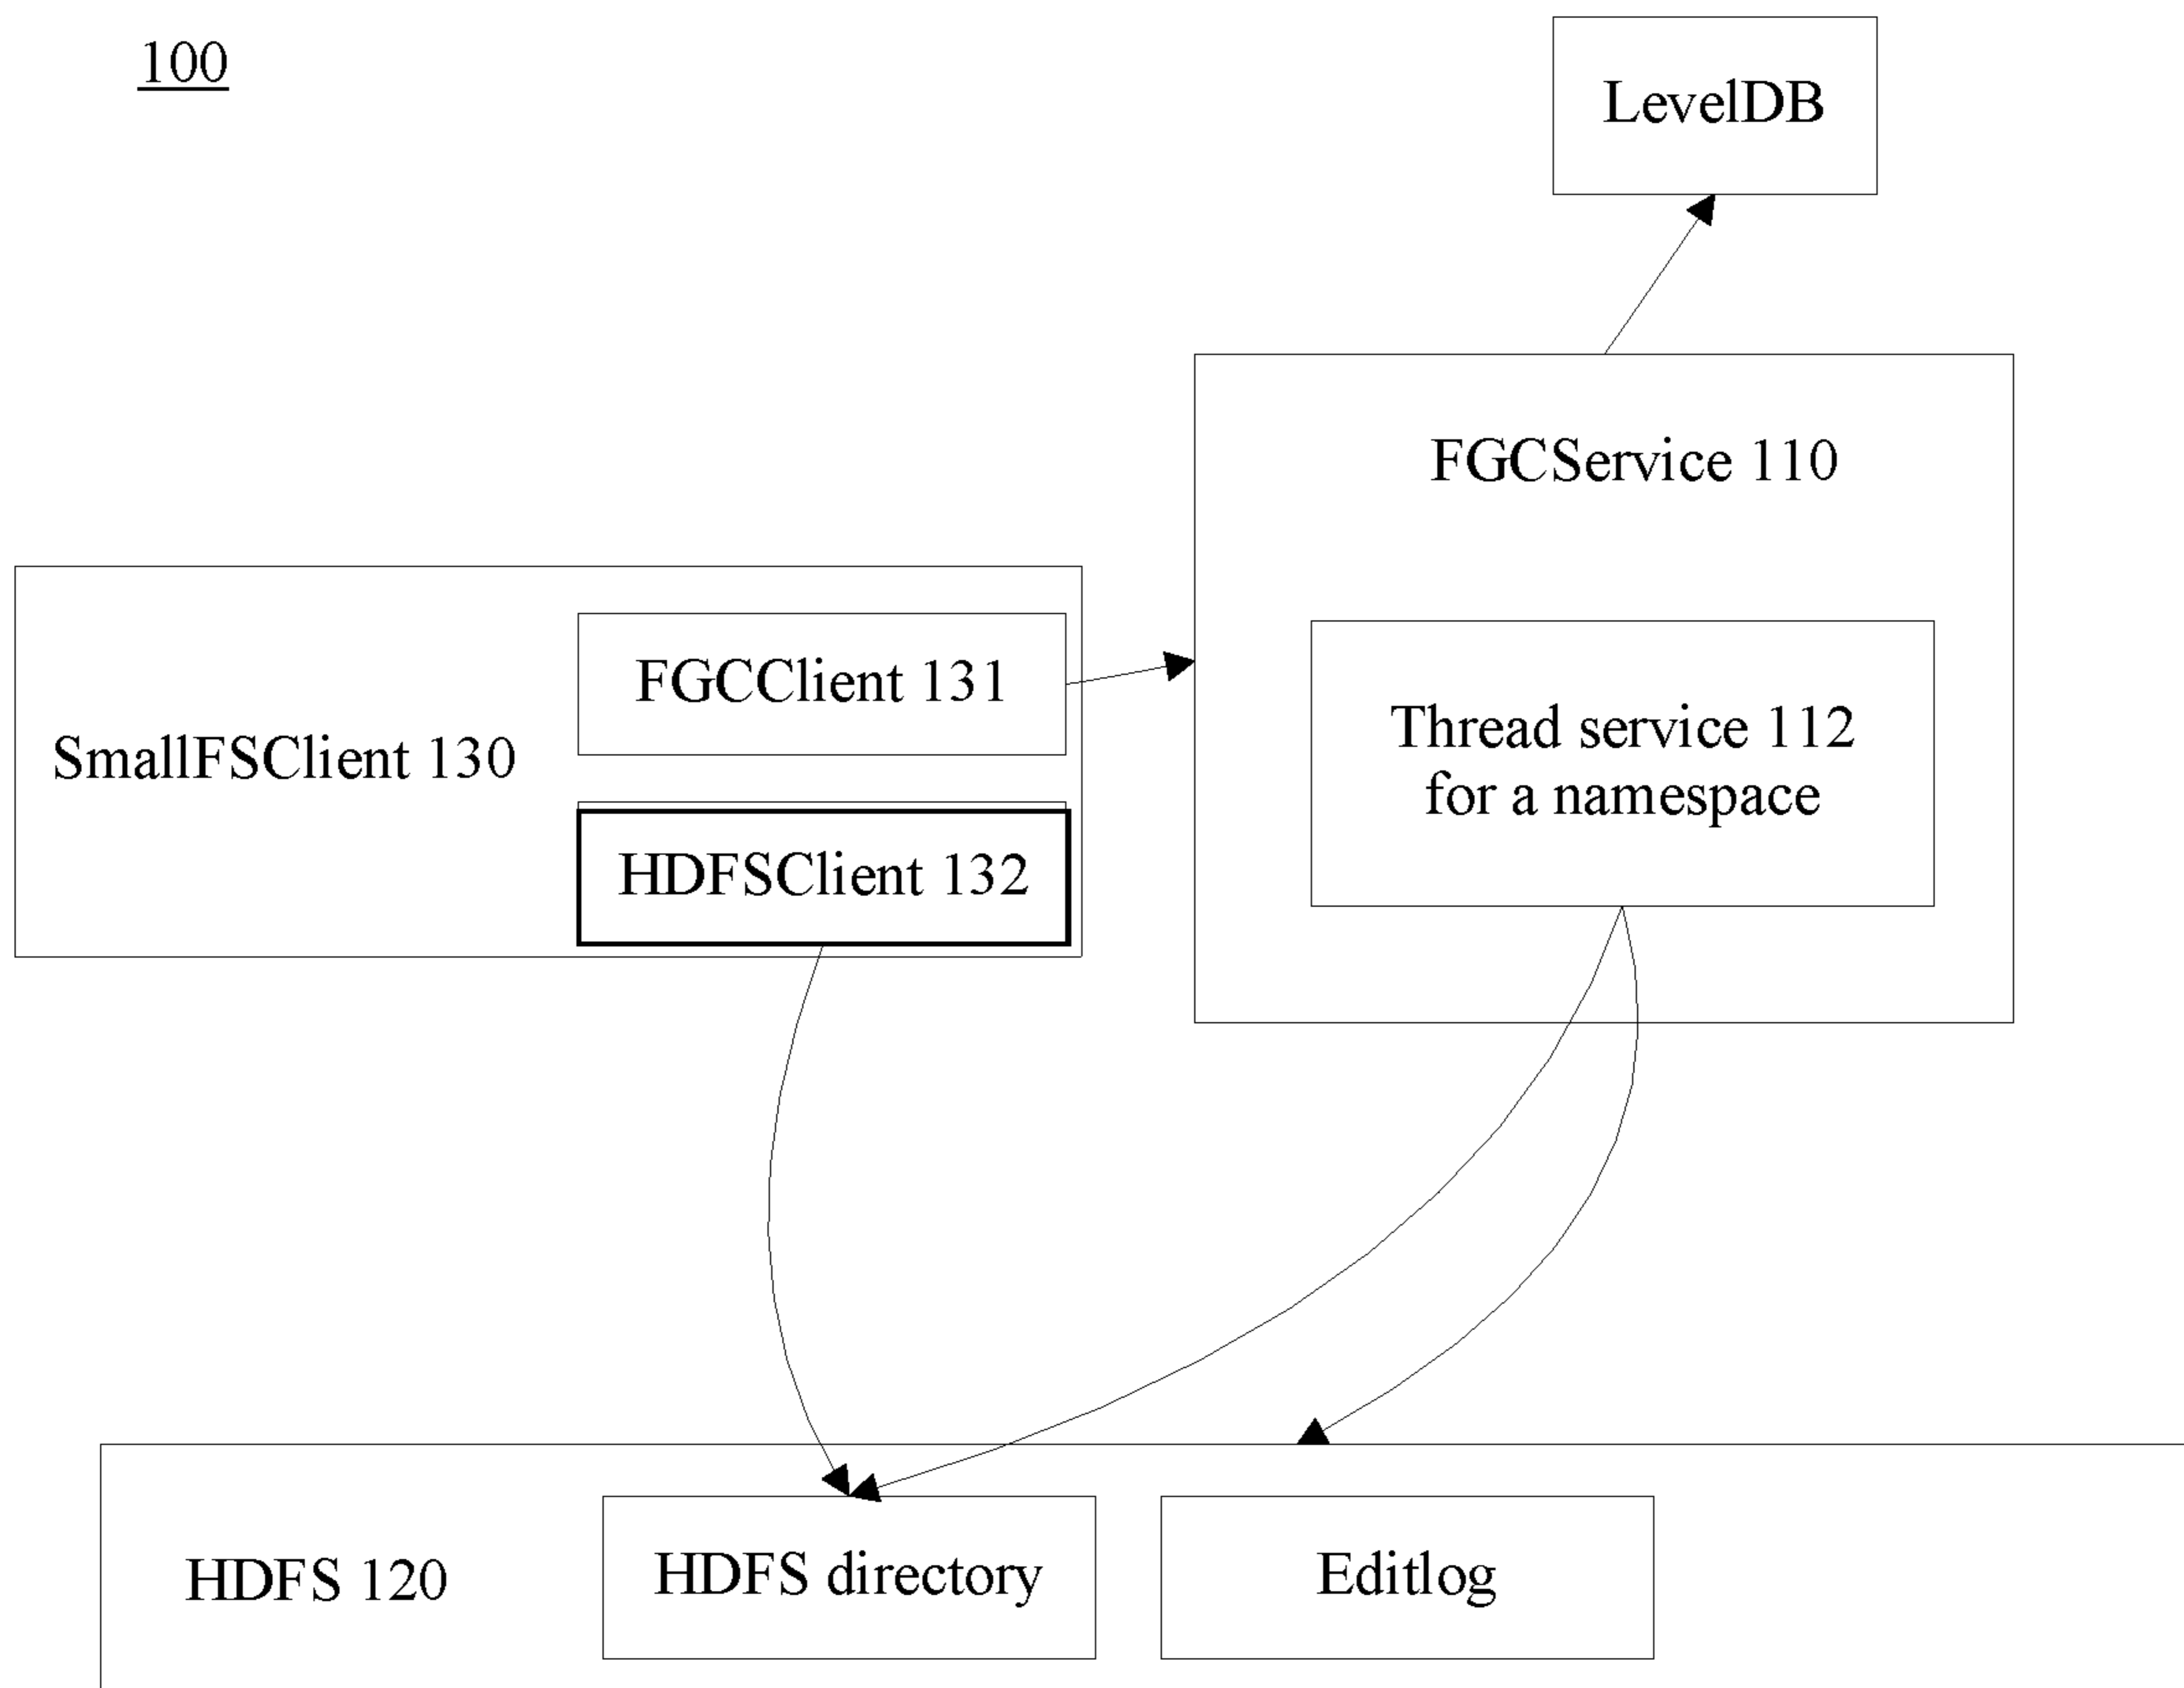 100
LevelDB
FGCService 110
FGCClient 131
SmallFSClient 130
HDFSClient 132
Thread service 112
for a namespace
HDFS 120
HDFS directory
Editlog